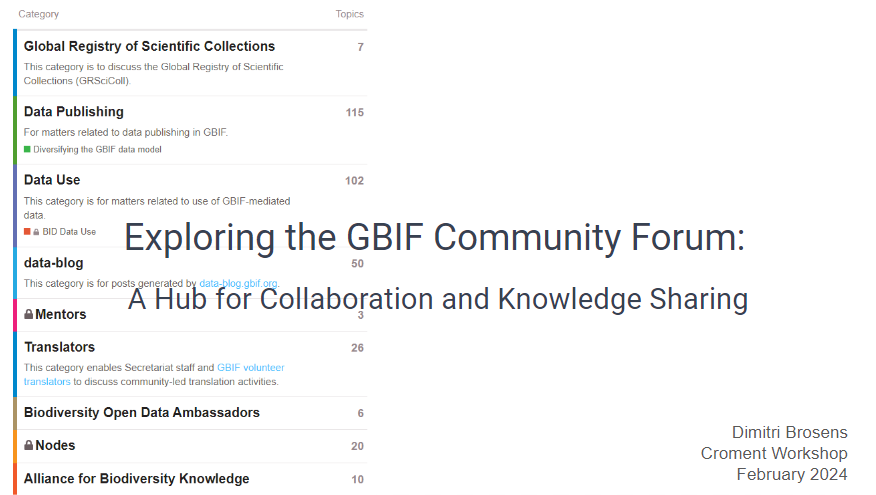 Category Topics
Global Registry of Scientific Collections 7
This category is to discuss the Global Registry of Scientific
Collections (GRSciColl).
Data Publishing 115
For matters related to data publishing in GBIF.
Diversifying the GBIF data model
Data Use 102
This category is for matters related to use of GBIF-mediated
data.
BID Data Use
Exploring the GBIF Community Forum:
data-blog 50
This category is for posts generated by data-blog.gbif.org.
A Hub for Collaboration and Knowledge Sharing
Mentors 3
Translators 26
This category enables Secretariat staff and GBIF volunteer
translators to discuss community-led translation activities.
Biodiversity Open Data Ambassadors 6
Nodes 20
Alliance for Biodiversity Knowledge 10
Dimitri Brosens
Croment Workshop
February 2024